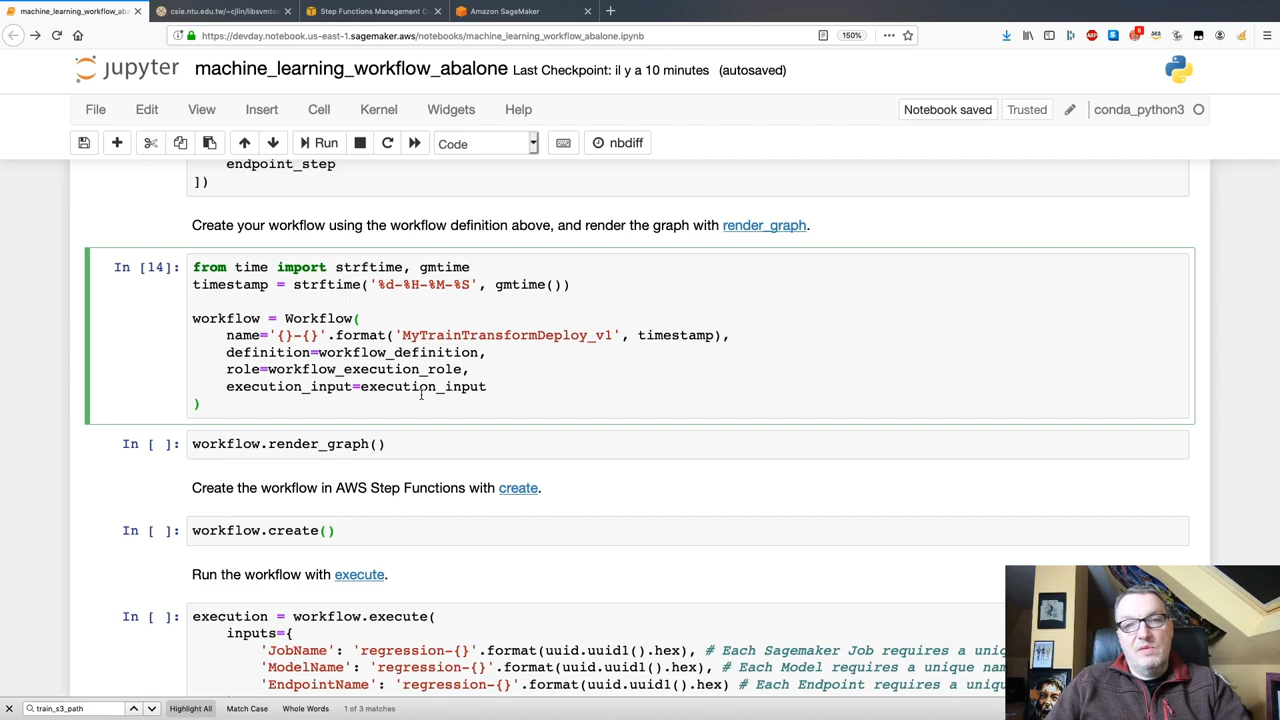 machine_learning_workflow_aba
csie.ntu.edu.tw/~cjlin/libsvmto
Step Functions Management C
Amazon SageMaker
https://devday.notebook.us-east-1.sagemaker.aws/notebooks/machine_learning_workflow_abalone.ipynb
150%
jupyter machine_learning_workflow_abalone Last Checkpoint: il y a 10 minutes (autosaved)
File Edit View Insert Cell Kernel Widgets Help
Notebook saved Trusted conda_python3
Run Code nbdiff
endpoint_step
])
Create your workflow using the workflow definition above, and render the graph with render_graph.
In [14]: from time import strftime, gmtime
timestamp = strftime('%d-%H-%M-%S', gmtime())
workflow = Workflow(
name='{}-{}'.format('MyTrainTransformDeploy_v1', timestamp),
definition=workflow_definition,
role=workflow_execution_role,
execution_input=execution_input
)
In [ ]: workflow.render_graph()
Create the workflow in AWS Step Functions with create.
In [ ]: workflow.create()
Run the workflow with execute.
In [ ]: execution = workflow.execute(
inputs={
'JobName': 'regression-{}'.format(uuid.uuid1().hex), # Each Sagemaker Job requires a uniq
'ModelName': 'regression-{}'.format(uuid.uuid1().hex), # Each Model requires a unique nam
'EndpointName': 'regression-{}'.format(uuid.uuid1().hex) # Each Endpoint requires a unique
train_s3_path Highlight All Match Case Whole Words 1 of 3 matches